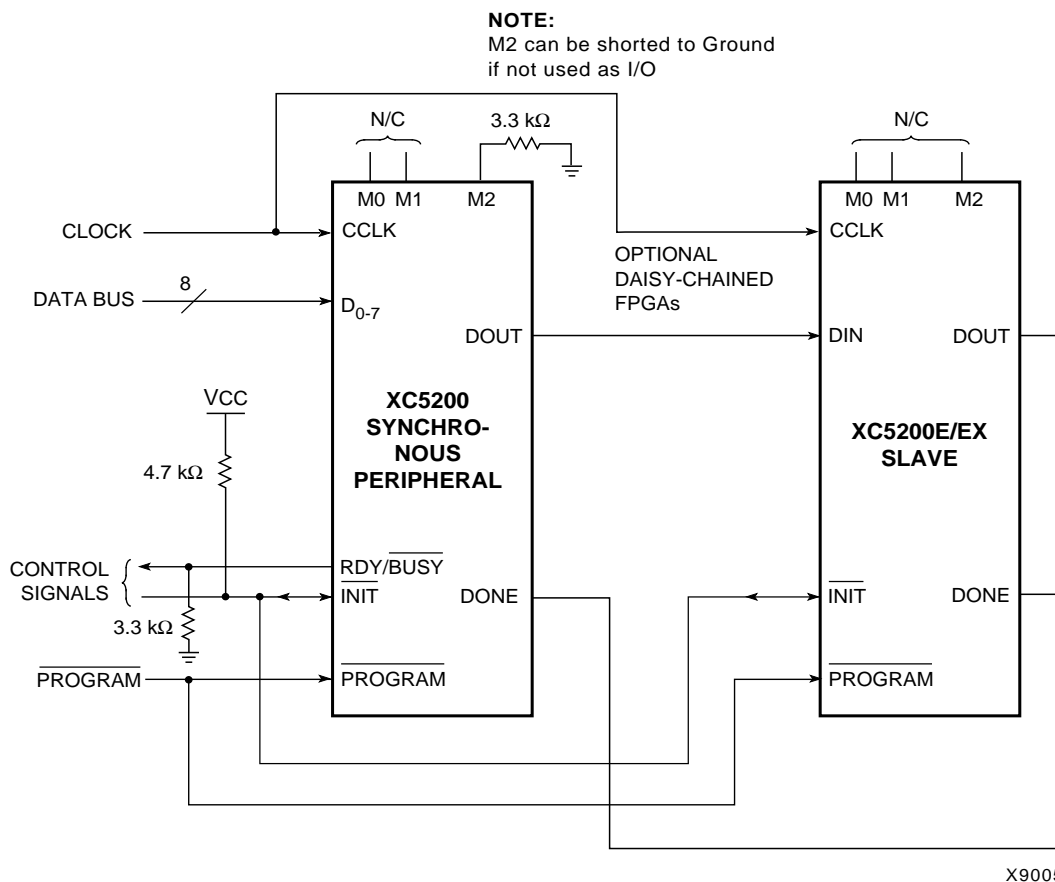 NOTE:
M2 can be shorted to Ground
if not used as I/O
N/C
3.3 kΩ
N/C
M0 M1 M2
M0 M1 M2
CLOCK
CCLK
CCLK
OPTIONAL
DAISY-CHAINED
FPGAs
DATA BUS
8
D0-7
DOUT
DIN
DOUT
VCC
4.7 kΩ
XC5200
SYNCHRO-
NOUS
PERIPHERAL
XC5200E/EX
SLAVE
CONTROL
SIGNALS
RDY/BUSY
INIT
DONE
INIT
DONE
3.3 kΩ
PROGRAM
PROGRAM
PROGRAM
X9005